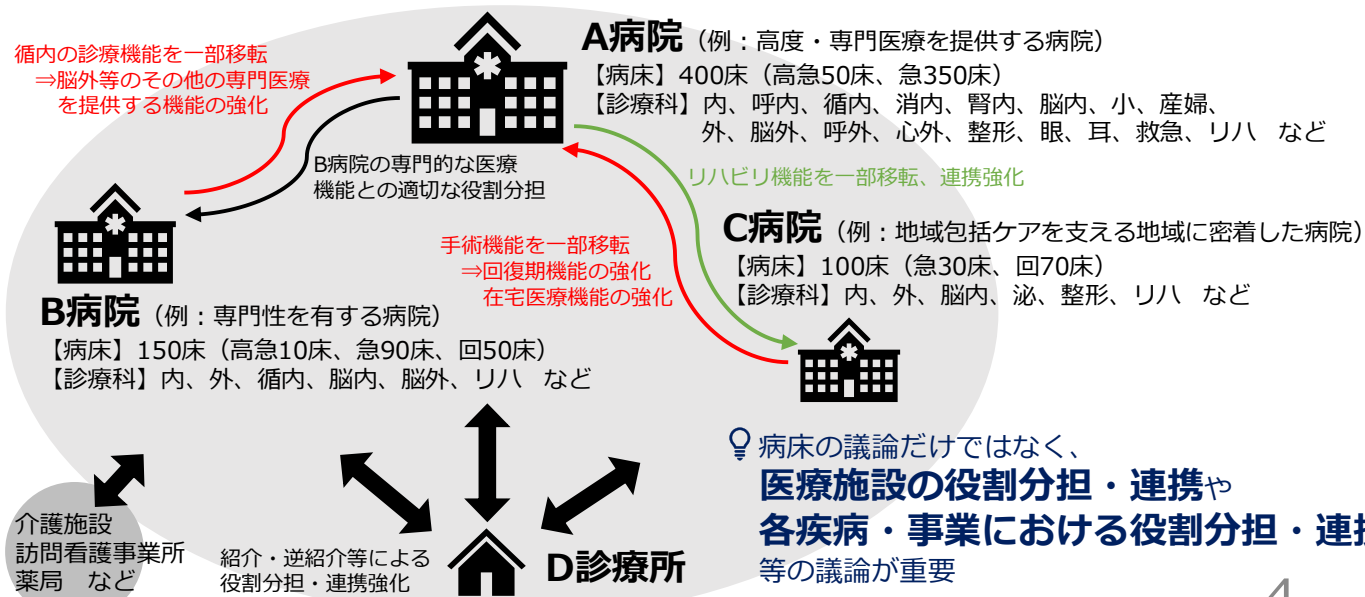 循内の診療機能を一部移転
⇒脳外等のその他の専門医療
を提供する機能の強化
A病院（例：高度・専門医療を提供する病院）
【病床】400床（高急50床、急350床）
【診療科】内、呼内、循内、消内、腎内、脳内、小、産婦、
外、脳外、呼外、心外、整形、眼、耳、救急、リハ　など
B病院の専門的な医療
機能との適切な役割分担
リハビリ機能を一部移転、連携強化
手術機能を一部移転
⇒回復期機能の強化
在宅医療機能の強化
C病院（例：地域包括ケアを支える地域に密着した病院）
【病床】100床（急30床、回70床）
【診療科】内、外、脳内、泌、整形、リハ　など
B病院（例：専門性を有する病院）
【病床】150床（高急10床、急90床、回50床）
【診療科】内、外、循内、脳内、脳外、リハ　など
病床の議論だけではなく、
医療施設の役割分担・連携や
各疾病・事業における役割分担・連携
等の議論が重要
介護施設
訪問看護事業所
薬局　など
紹介・逆紹介等による
役割分担・連携強化
D診療所